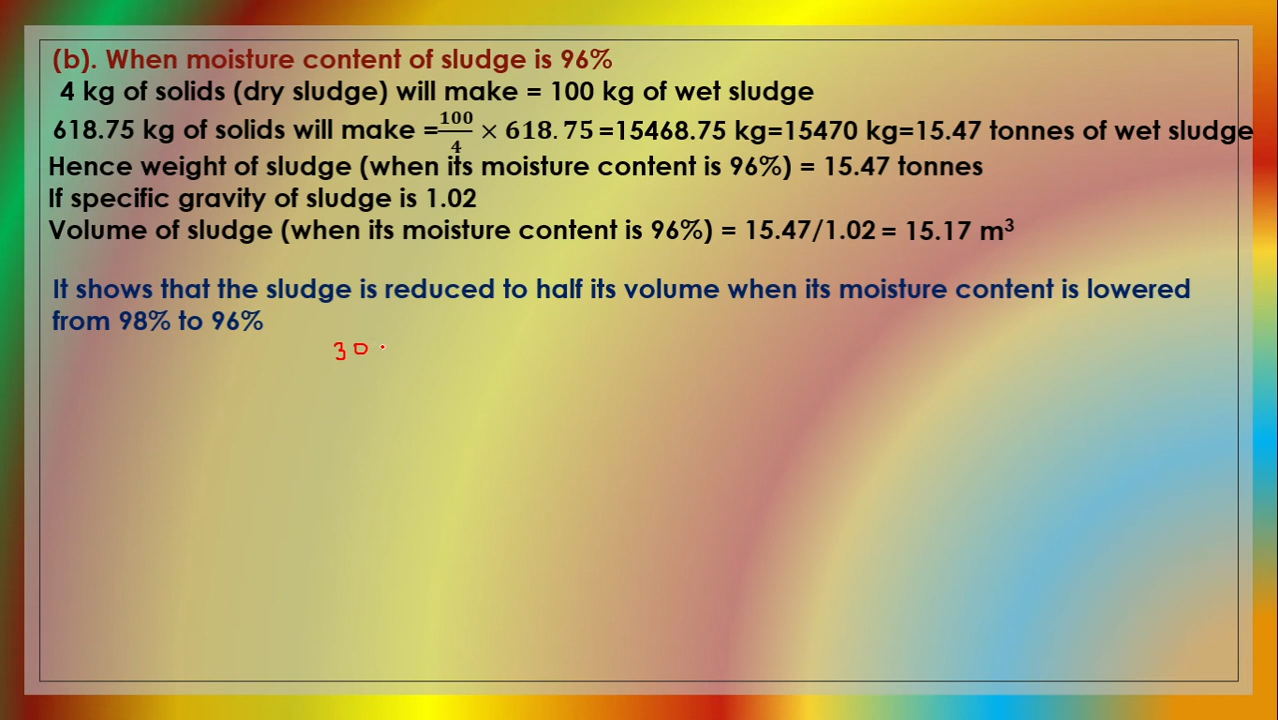 (b). When moisture content of sludge is 96%
4 kg of solids (dry sludge) will make = 100 kg of wet sludge
618.75 kg of solids will make =100/4 × 618.75 =15468.75 kg=15470 kg=15.47 tonnes of wet sludge
Hence weight of sludge (when its moisture content is 96%) = 15.47 tonnes
If specific gravity of sludge is 1.02
Volume of sludge (when its moisture content is 96%) = 15.47/1.02 = 15.17 m³
It shows that the sludge is reduced to half its volume when its moisture content is lowered
from 98% to 96%
30.